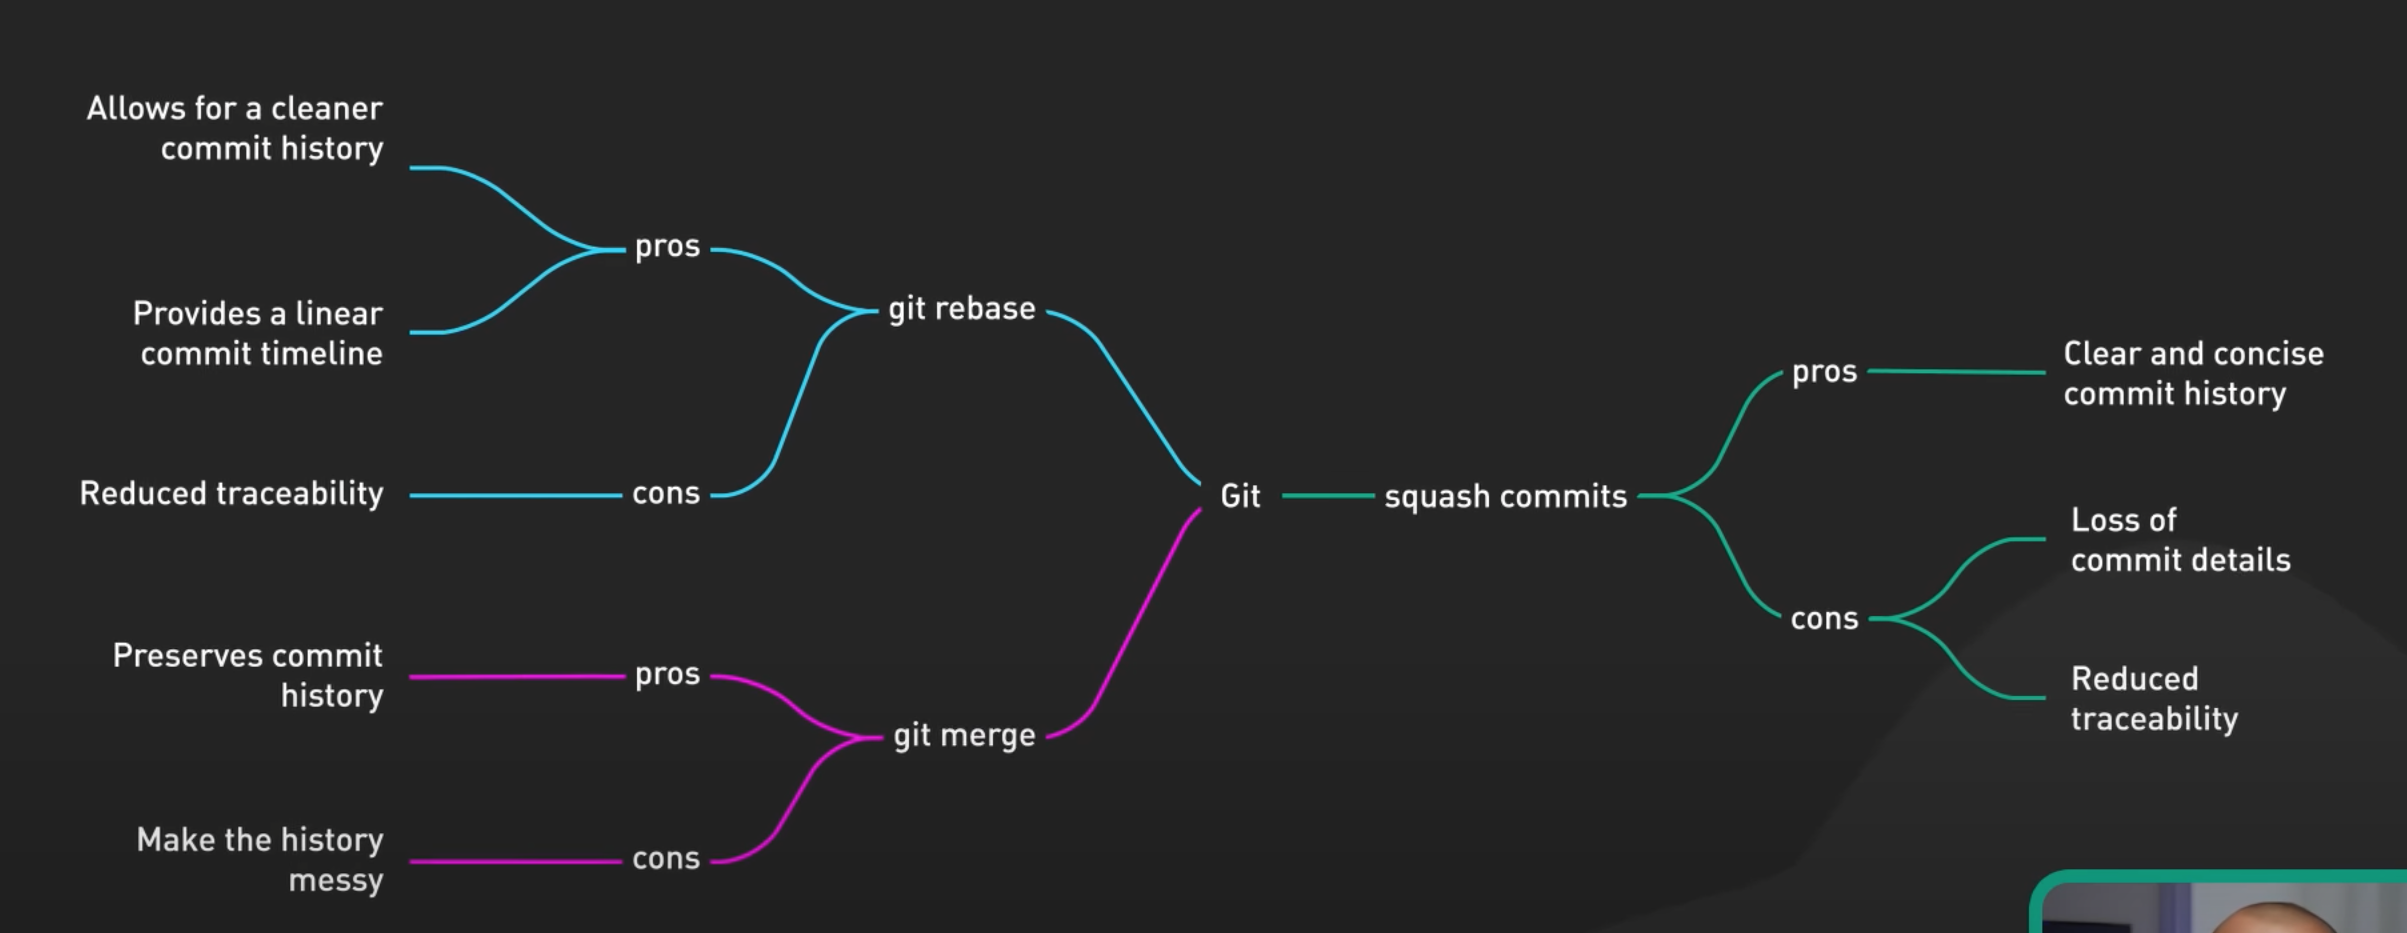 Allows for a cleaner
commit history
Provides a linear
commit timeline
pros
git rebase
Reduced traceability
cons
Preserves commit
history
pros
git merge
Make the history
messy
cons
Git
squash commits
pros
Clear and concise
commit history
cons
Loss of
commit details
Reduced
traceability